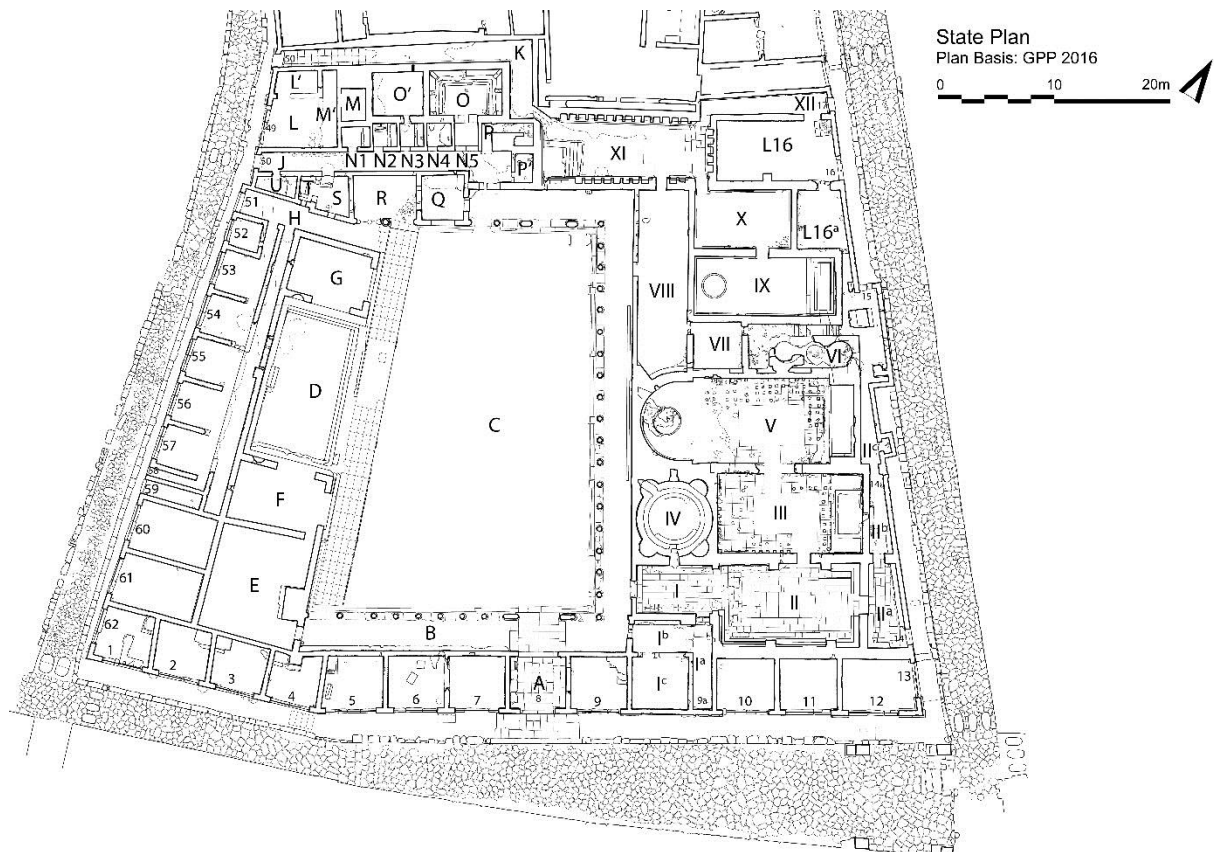 State Plan
Plan Basis: GPP 2016
0 10 20m
K
50
L'
M
O'
O
XII
17
M'
L
49
P
XI
L16
50
J
N1
N2
N3
N4
N5
P'
16
U
T
S
R
Q
51
H
X
L16ª
52
G
53
IX
VIII
15
54
VII
VI
55
D
V
56
C
IIᶜ
57
58
14
59
F
IV
III
IIᵇ
60
E
61
I
II
IIª
62
B
Iᵇ
Iª
13
1
2
3
4
5
6
7
A
8
9
Iᶜ
9a
10
11
12